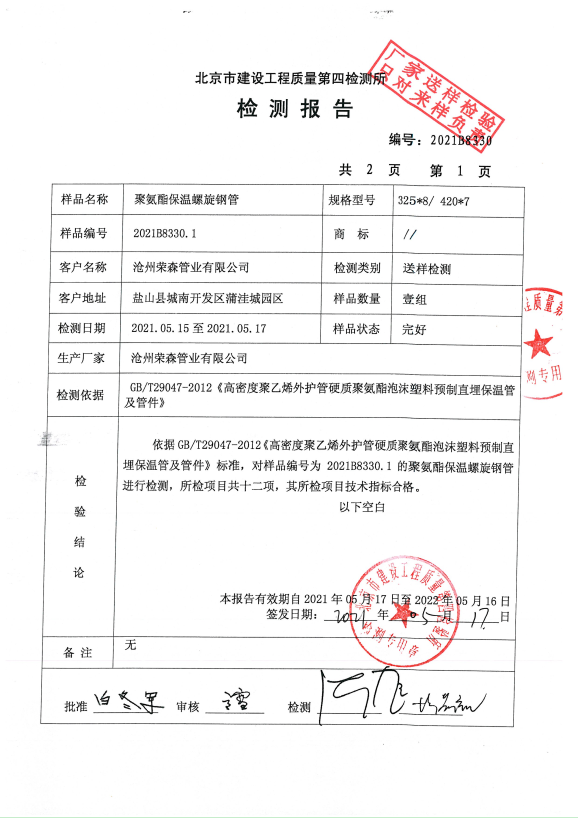 北京市建设工程质量第四检测所
检测报告
厂家送样检验
只对来样负责
编号：2021B8330
共 2 页 第 1 页
样品名称 聚氨酯保温螺旋钢管 规格型号 325*8/ 420*7
样品编号 2021B8330.1 商 标 //
客户名称 沧州荣森管业有限公司 检测类别 送样检测
客户地址 盐山县城南开发区蒲洼城园区 样品数量 壹组
检测日期 2021.05.15 至 2021.05.17 样品状态 完好
生产厂家 沧州荣森管业有限公司
检测依据 GB/T29047-2012《高密度聚乙烯外护管硬质聚氨酯泡沫塑料预制直埋保温管
及管件》
检验结论
依据 GB/T29047-2012《高密度聚乙烯外护管硬质聚氨酯泡沫塑料预制直
埋保温管及管件》标准，对样品编号为 2021B8330.1 的聚氨酯保温螺旋钢管
进行检测，所检项目共十二项，其所检项目技术指标合格。
以下空白
本报告有效期自 2021 年 05 月 17 日至 2022 年 05 月 16 日
签发日期：2021 年 05 月 17 日
备 注 无
批准 审核 检测